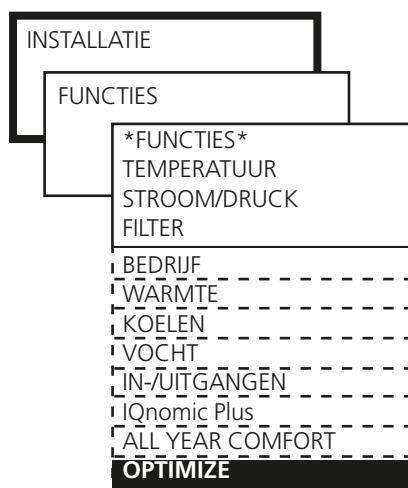 INSTALLATIE
FUNCTIES
*FUNCTIES*
TEMPERATUUR
STROOM/DRUCK
FILTER
BEDRIJF
WARMTE
KOELEN
VOCHT
IN-/UITGANGEN
IQnomic Plus
ALL YEAR COMFORT
OPTIMIZE